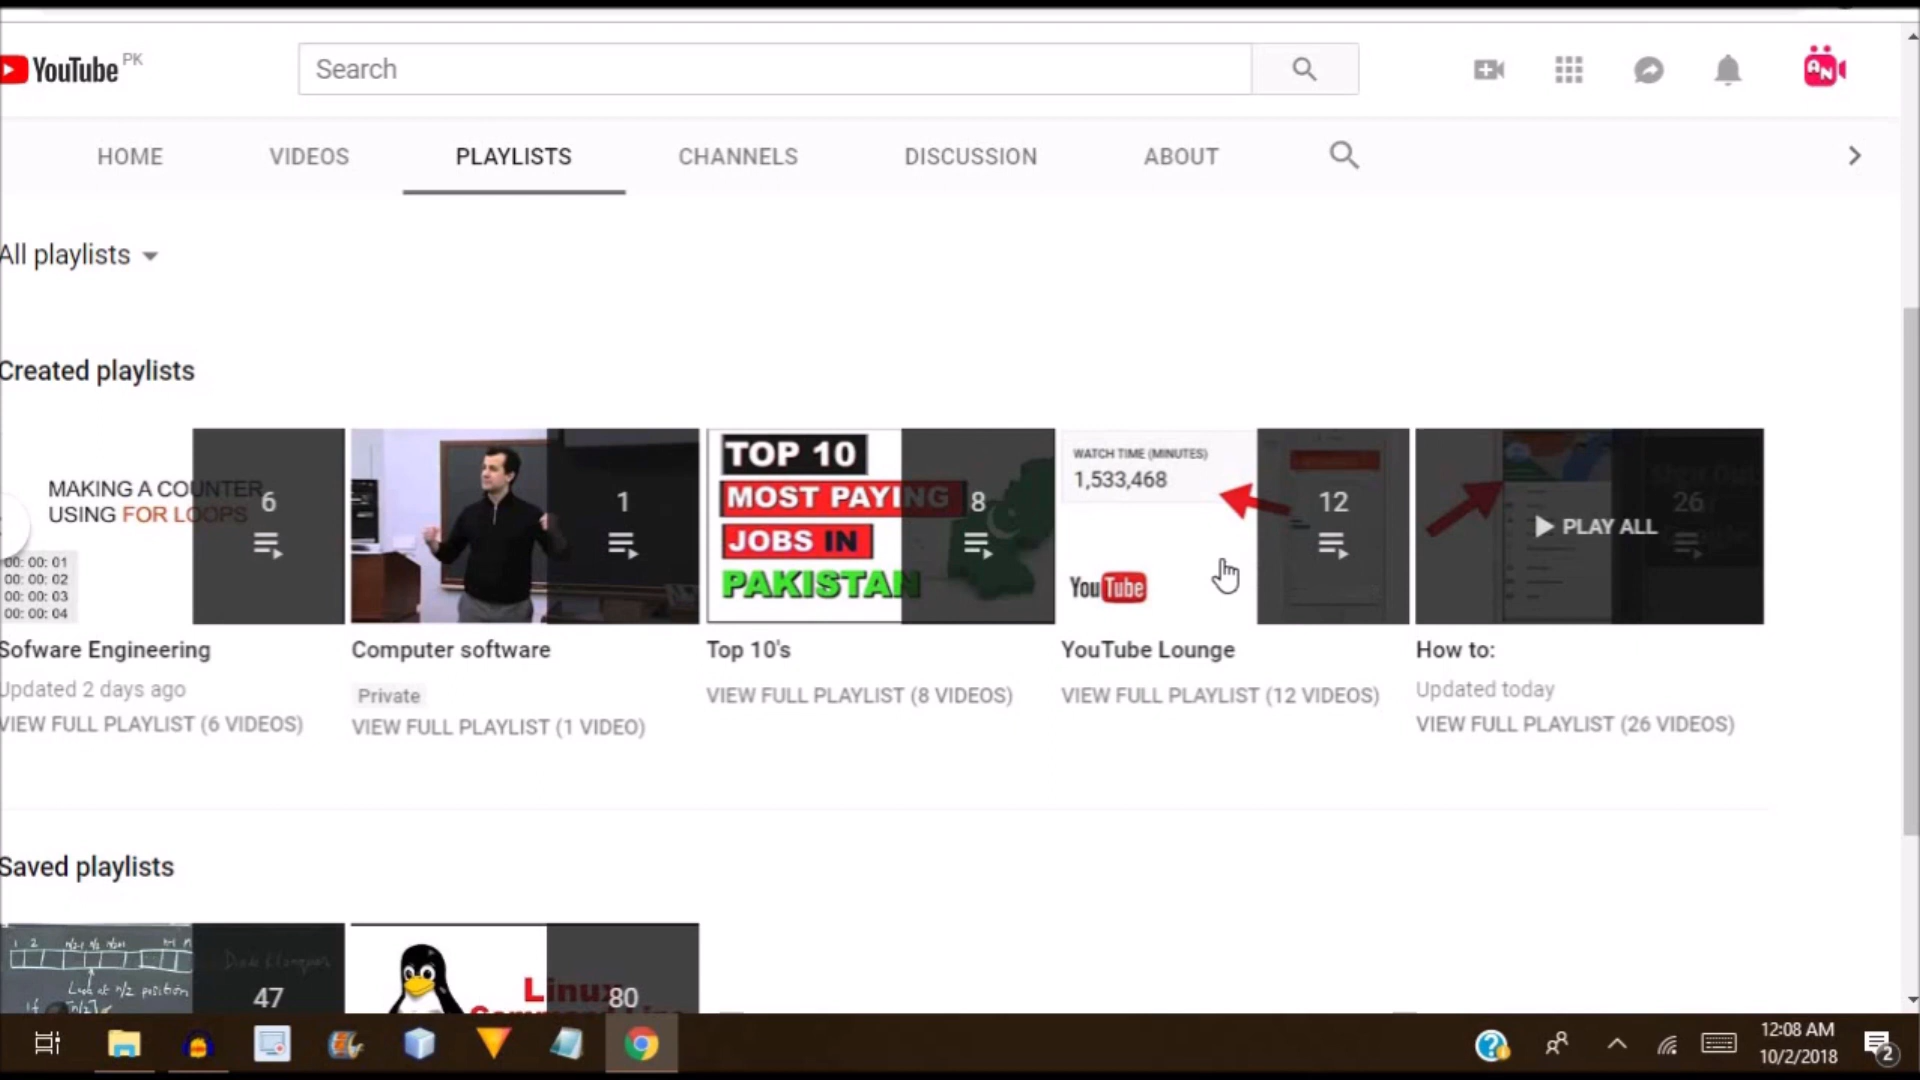 YouTube PK
Search
HOME VIDEOS PLAYLISTS CHANNELS DISCUSSION ABOUT
All playlists
Created playlists
MAKING A COUNTER
USING FOR LOOPS
00: 00: 01
00: 00: 02
00: 00: 03
00: 00: 04
6
1
TOP 10
MOST PAYING
JOBS IN
PAKISTAN
8
WATCH TIME (MINUTES)
1,533,468
YouTube
12
26
PLAY ALL
Sofware Engineering
Updated 2 days ago
VIEW FULL PLAYLIST (6 VIDEOS)
Computer software
Private
VIEW FULL PLAYLIST (1 VIDEO)
Top 10's
VIEW FULL PLAYLIST (8 VIDEOS)
YouTube Lounge
VIEW FULL PLAYLIST (12 VIDEOS)
How to:
Updated today
VIEW FULL PLAYLIST (26 VIDEOS)
Saved playlists
Look at n/2 position
if
47
Linux
80
12:08 AM
10/2/2018
2